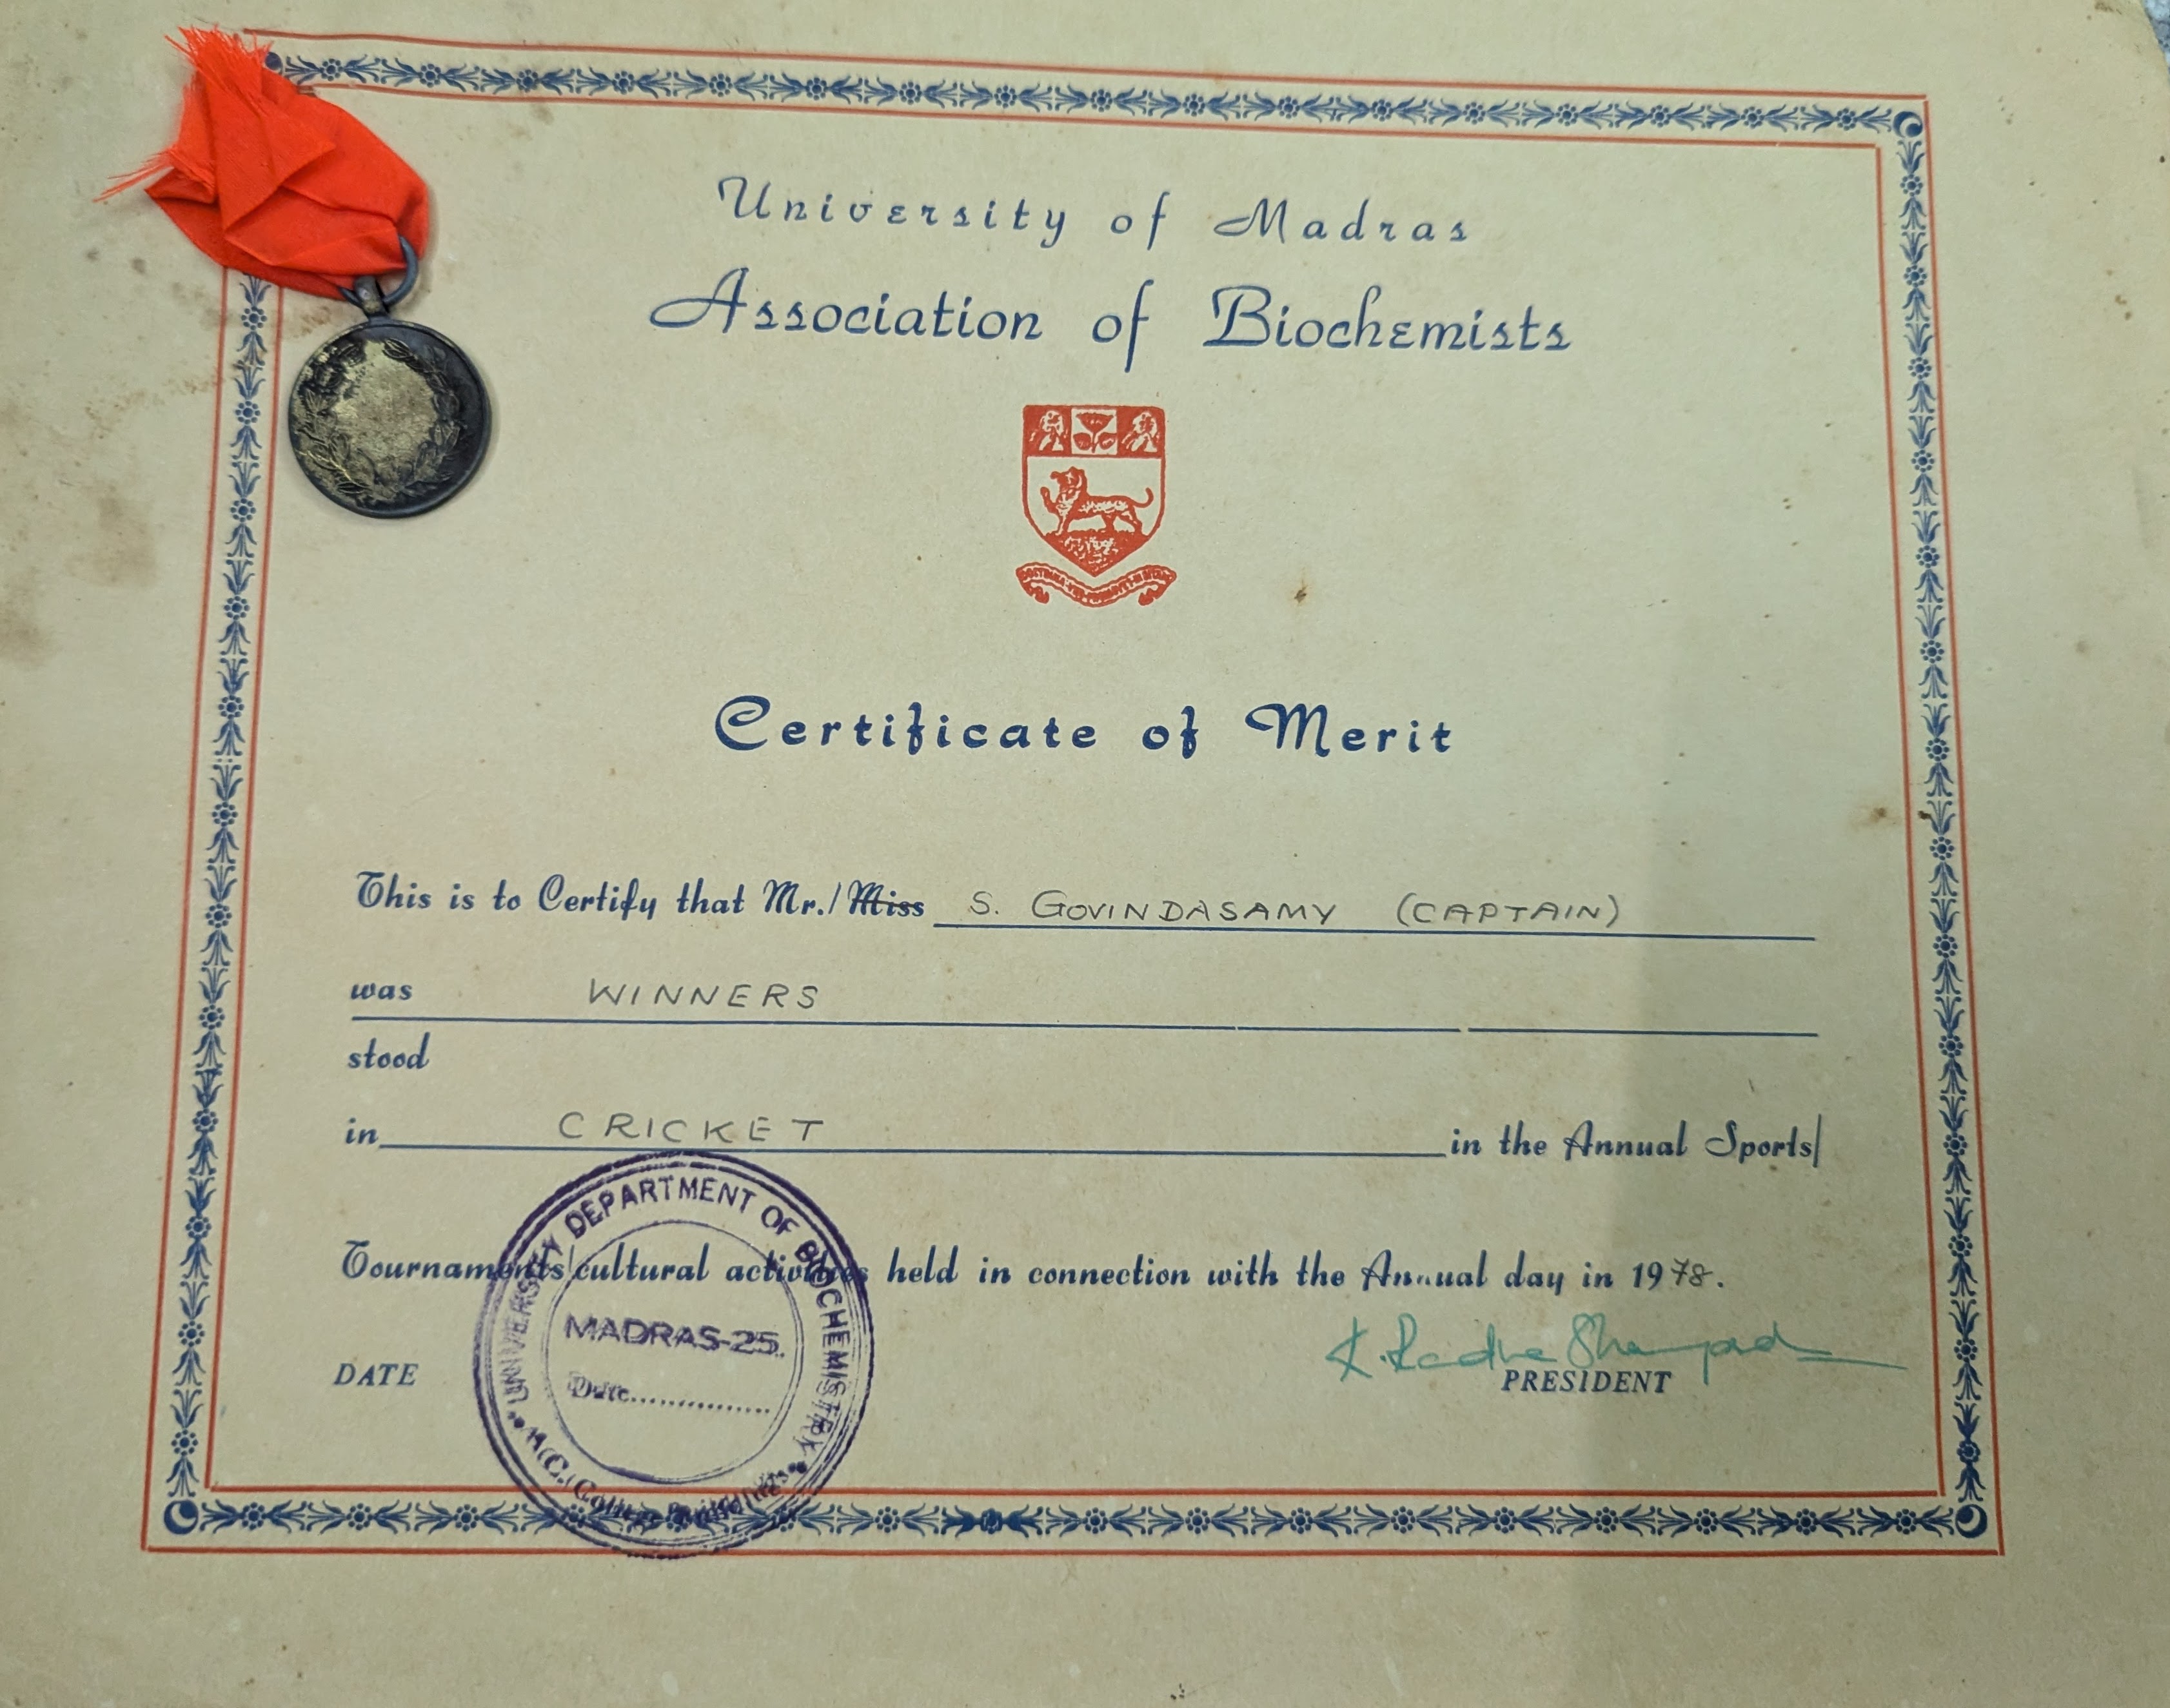 University of Madras
Association of Biochemists
Certificate of Merit
This is to Certify that Mr./Miss S. GOVINDASAMY (CAPTAIN)
was WINNERS
stood
in CRICKET in the Annual Sports/
Tournaments/cultural activities held in connection with the Annual day in 1978.
DATE
K. Radha
PRESIDENT
UNIVERSITY DEPARTMENT OF BIOCHEMISTRY
MADRAS-25.
Date...............
A.C. College Buildings